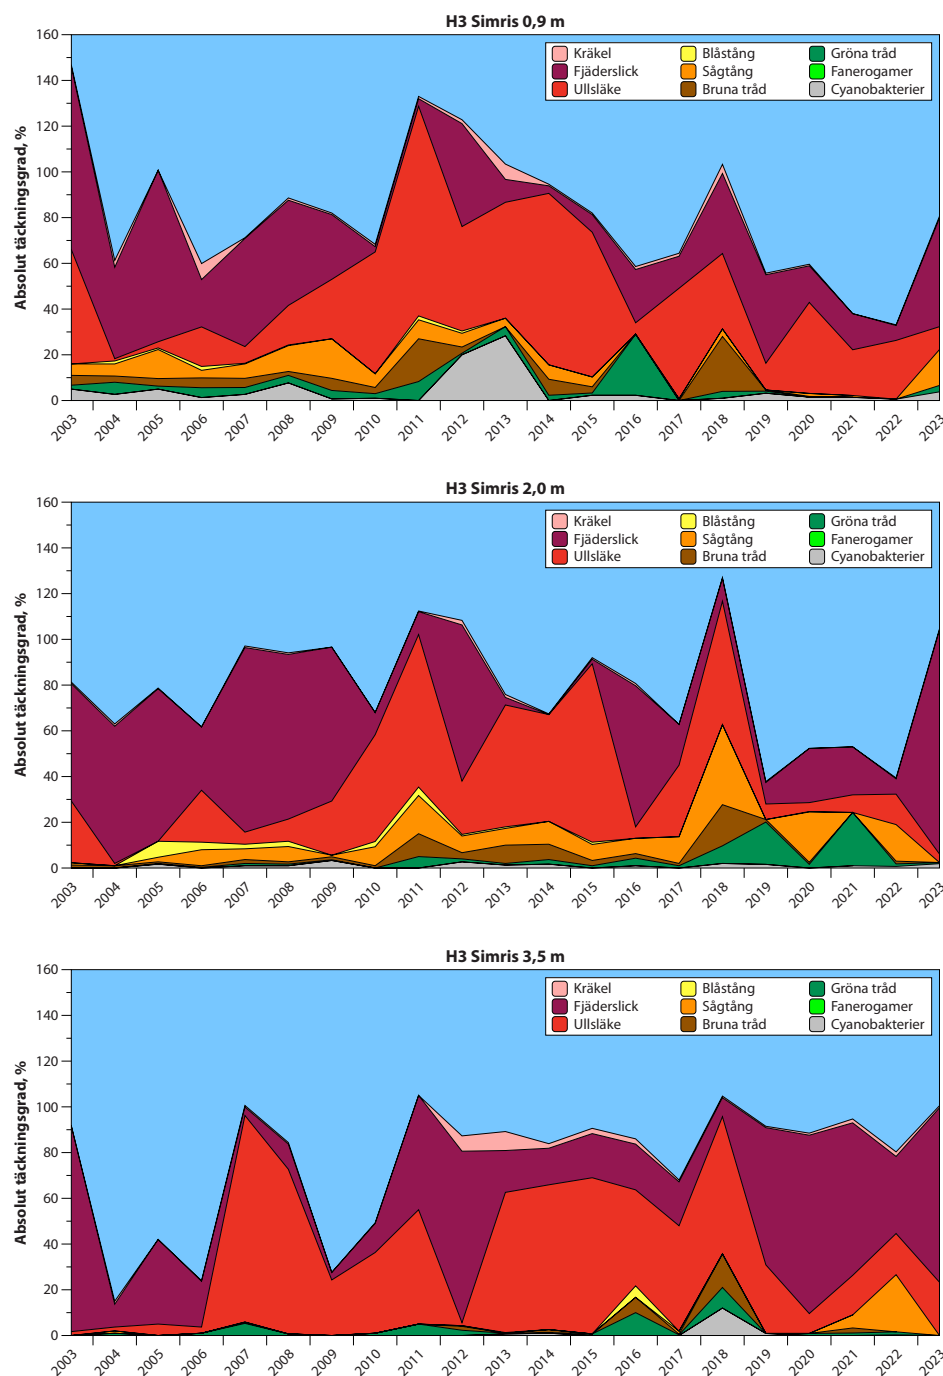 H3 Simris 0,9 m
Absolut täckningsgrad, %
160
140
120
100
80
60
40
20
0
Kräkel
Fjäderslick
Ullsläke
Blåstång
Sågtång
Bruna tråd
Gröna tråd
Fanerogamer
Cyanobakterier
2003
2004
2005
2006
2007
2008
2009
2010
2011
2012
2013
2014
2015
2016
2017
2018
2019
2020
2021
2022
2023
H3 Simris 2,0 m
Absolut täckningsgrad, %
160
140
120
100
80
60
40
20
0
Kräkel
Fjäderslick
Ullsläke
Blåstång
Sågtång
Bruna tråd
Gröna tråd
Fanerogamer
Cyanobakterier
2003
2004
2005
2006
2007
2008
2009
2010
2011
2012
2013
2014
2015
2016
2017
2018
2019
2020
2021
2022
2023
H3 Simris 3,5 m
Absolut täckningsgrad, %
160
140
120
100
80
60
40
20
0
Kräkel
Fjäderslick
Ullsläke
Blåstång
Sågtång
Bruna tråd
Gröna tråd
Fanerogamer
Cyanobakterier
2003
2004
2005
2006
2007
2008
2009
2010
2011
2012
2013
2014
2015
2016
2017
2018
2019
2020
2021
2022
2023